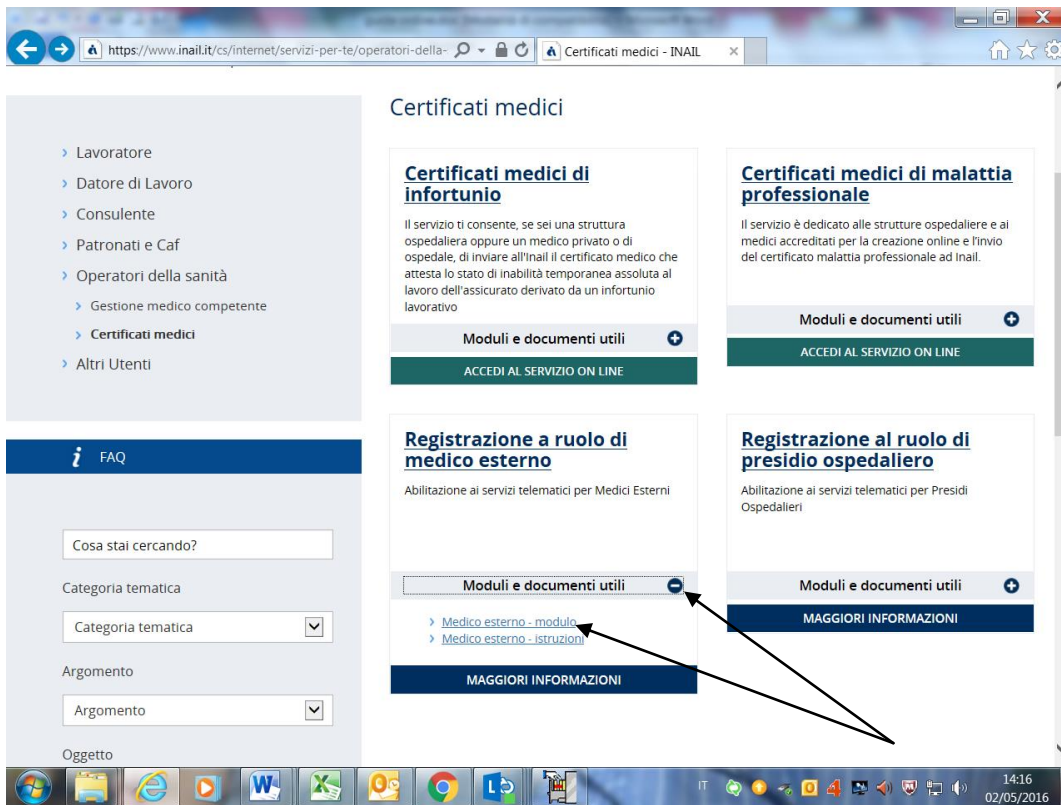 https://www.inail.it/cs/internet/servizi-per-te/operatori-della-
Certificati medici - INAIL
Certificati medici
Lavoratore
Datore di Lavoro
Consulente
Patronati e Caf
Operatori della sanità
Gestione medico competente
Certificati medici
Altri Utenti
i FAQ
Cosa stai cercando?
Categoria tematica
Categoria tematica
Argomento
Argomento
Oggetto
Certificati medici di
infortunio
Il servizio ti consente, se sei una struttura
ospedaliera oppure un medico privato o di
ospedale, di inviare all'Inail il certificato medico che
attesta lo stato di inabilità temporanea assoluta al
lavoro dell'assicurato derivato da un infortunio
lavorativo
Moduli e documenti utili
ACCEDI AL SERVIZIO ON LINE
Certificati medici di malattia
professionale
Il servizio è dedicato alle strutture ospedaliere e ai
medici accreditati per la creazione online e l'invio
del certificato malattia professionale ad Inail.
Moduli e documenti utili
ACCEDI AL SERVIZIO ON LINE
Registrazione a ruolo di
medico esterno
Abilitazione ai servizi telematici per Medici Esterni
Moduli e documenti utili
Medico esterno - modulo
Medico esterno - istruzioni
MAGGIORI INFORMAZIONI
Registrazione al ruolo di
presidio ospedaliero
Abilitazione ai servizi telematici per Presidi
Ospedalieri
Moduli e documenti utili
MAGGIORI INFORMAZIONI
IT
14:16
02/05/2016